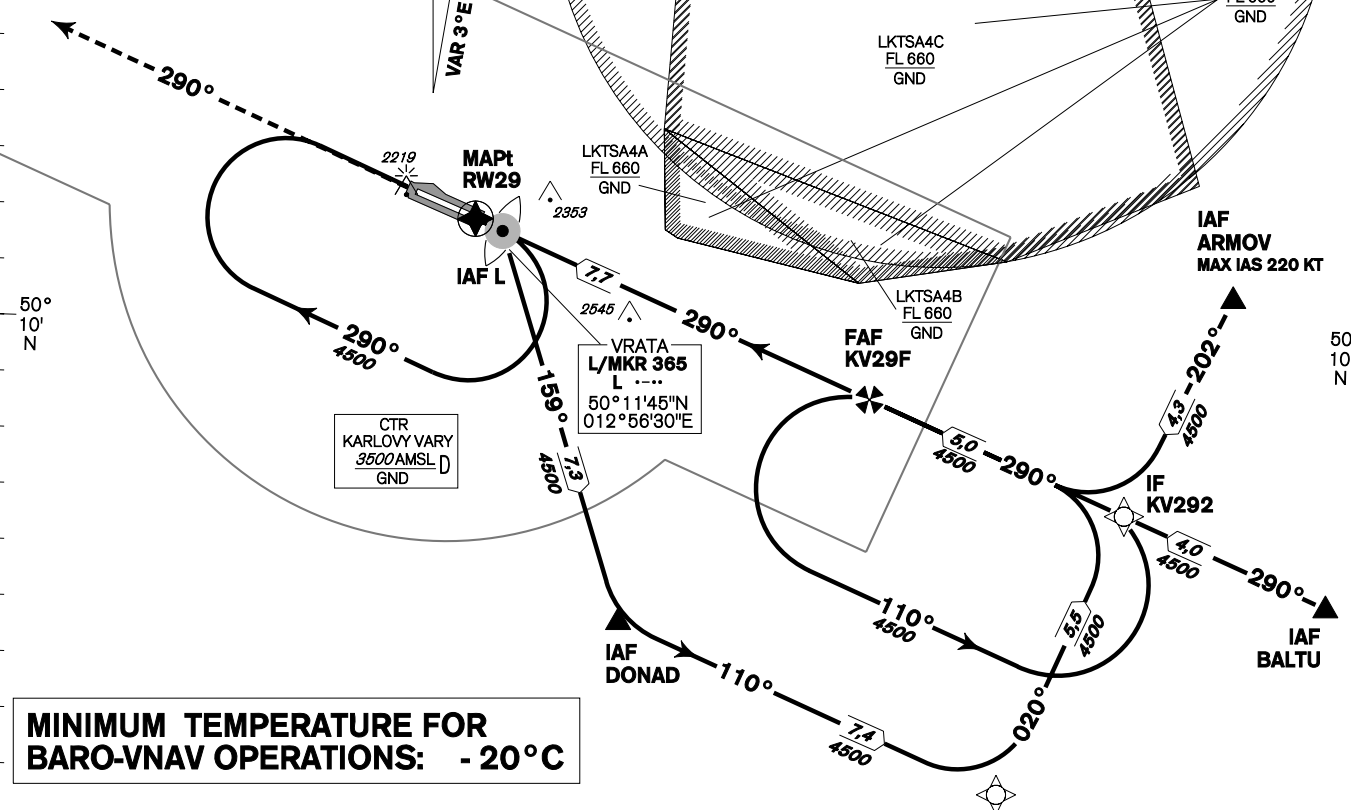 GND
VAR 3°E
LKTSA4C
FL 660
GND
290°
2219
MAPt
RW29
LKTSA4A
FL 660
GND
2353
IAF
ARMOV
MAX IAS 220 KT
IAF L
7,7
50°
10'
N
2545
290°
LKTSA4B
FL 660
GND
290°
4500
VRATA
L/MKR 365
L ·–··
50°11'45"N
012°56'30"E
FAF
KV29F
50
10
N
202°
4,3
4500
159°
7,3
4500
CTR
KARLOVY VARY
3500 AMSL D
GND
5,0
4500
290°
IF
KV292
4,0
4500
290°
110°
4500
5,5
4500
IAF
BALTU
IAF
DONAD
110°
020°
7,4
4500
MINIMUM TEMPERATURE FOR
BARO-VNAV OPERATIONS: - 20°C